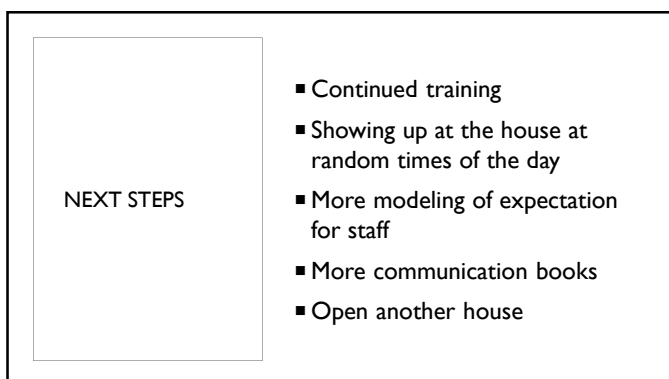 NEXT STEPS
▪ Continued training
▪ Showing up at the house at
random times of the day
▪ More modeling of expectation
for staff
▪ More communication books
▪ Open another house